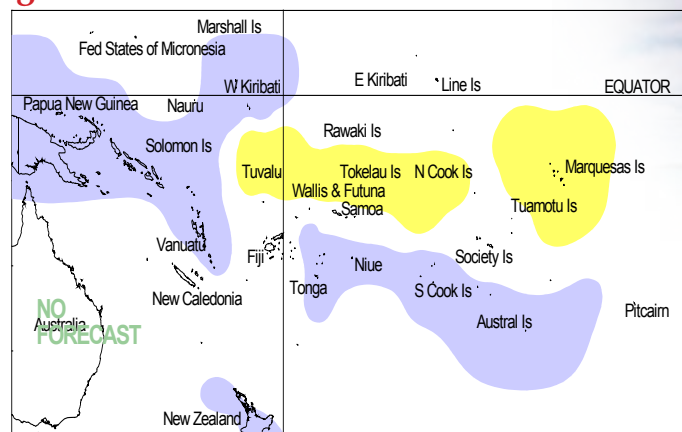 g
Marshall Is
Fed States of Micronesia
W Kiribati
E Kiribati
Line Is
EQUATOR
Papua New Guinea
Nauru
Rawaki Is
Solomon Is
Tuvalu
Tokelau Is
N Cook Is
Marquesas Is
Wallis & Futuna
Samoa
Tuamotu Is
Vanuatu
Fiji
Niue
Society Is
Tonga
S Cook Is
New Caledonia
Pitcairn
Austral Is
NO
Australia
FORECAST
New Zealand